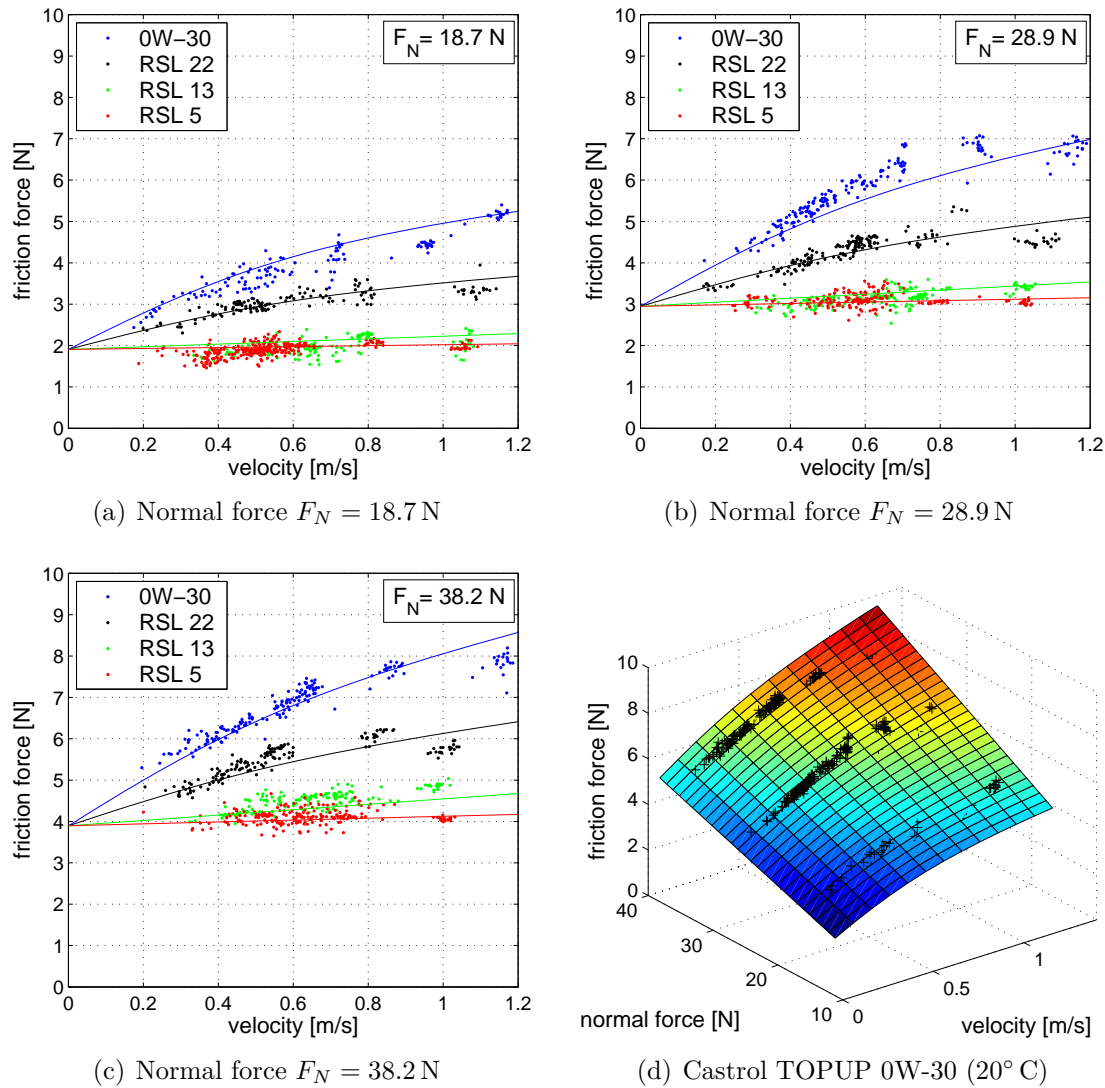 10
9
8
7
6
5
4
3
2
1
0
friction force [N]
0W−30
RSL 22
RSL 13
RSL 5
F_N= 18.7 N
0 0.2 0.4 0.6 0.8 1 1.2
velocity [m/s]
(a) Normal force F_N = 18.7 N
10
9
8
7
6
5
4
3
2
1
0
friction force [N]
0W−30
RSL 22
RSL 13
RSL 5
F_N= 28.9 N
0 0.2 0.4 0.6 0.8 1 1.2
velocity [m/s]
(b) Normal force F_N = 28.9 N
10
9
8
7
6
5
4
3
2
1
0
friction force [N]
0W−30
RSL 22
RSL 13
RSL 5
F_N= 38.2 N
0 0.2 0.4 0.6 0.8 1 1.2
velocity [m/s]
(c) Normal force F_N = 38.2 N
10
8
6
4
2
0
friction force [N]
40
30
20
10
normal force [N]
0
0.5
1
velocity [m/s]
(d) Castrol TOPUP 0W-30 (20° C)